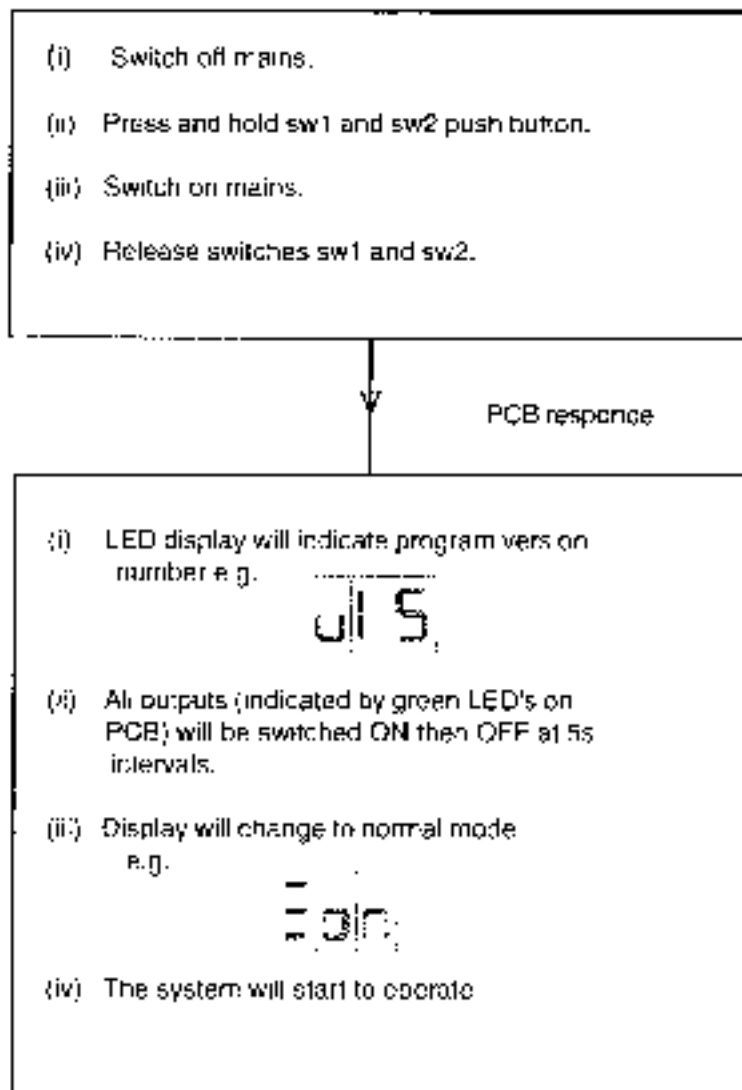 (i) Switch off mains.
(ii) Press and hold sw1 and sw2 push button.
(iii) Switch on mains.
(iv) Release switches sw1 and sw2.
PCB responce
(i) LED display will indicate program version
number e.g.
(ii) All outputs (indicated by green LED's on
PCB) will be switched ON then OFF at 5s
intervals.
(iii) Display will change to normal mode
e.g.
(iv) The system will start to operate